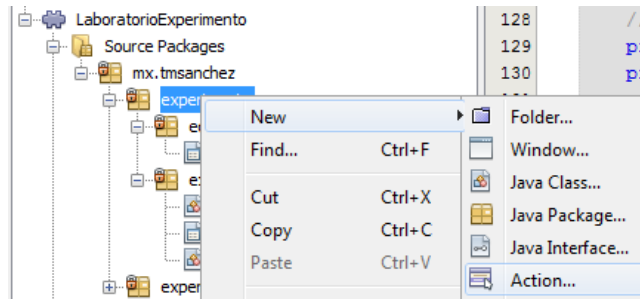 LaboratorioExperimento
Source Packages
mx.tmsanchez
New
Find... Ctrl+F
Cut Ctrl+X
Copy Ctrl+C
Paste Ctrl+V
Folder...
Window...
Java Class...
Java Package...
Java Interface...
Action...
128
129
130